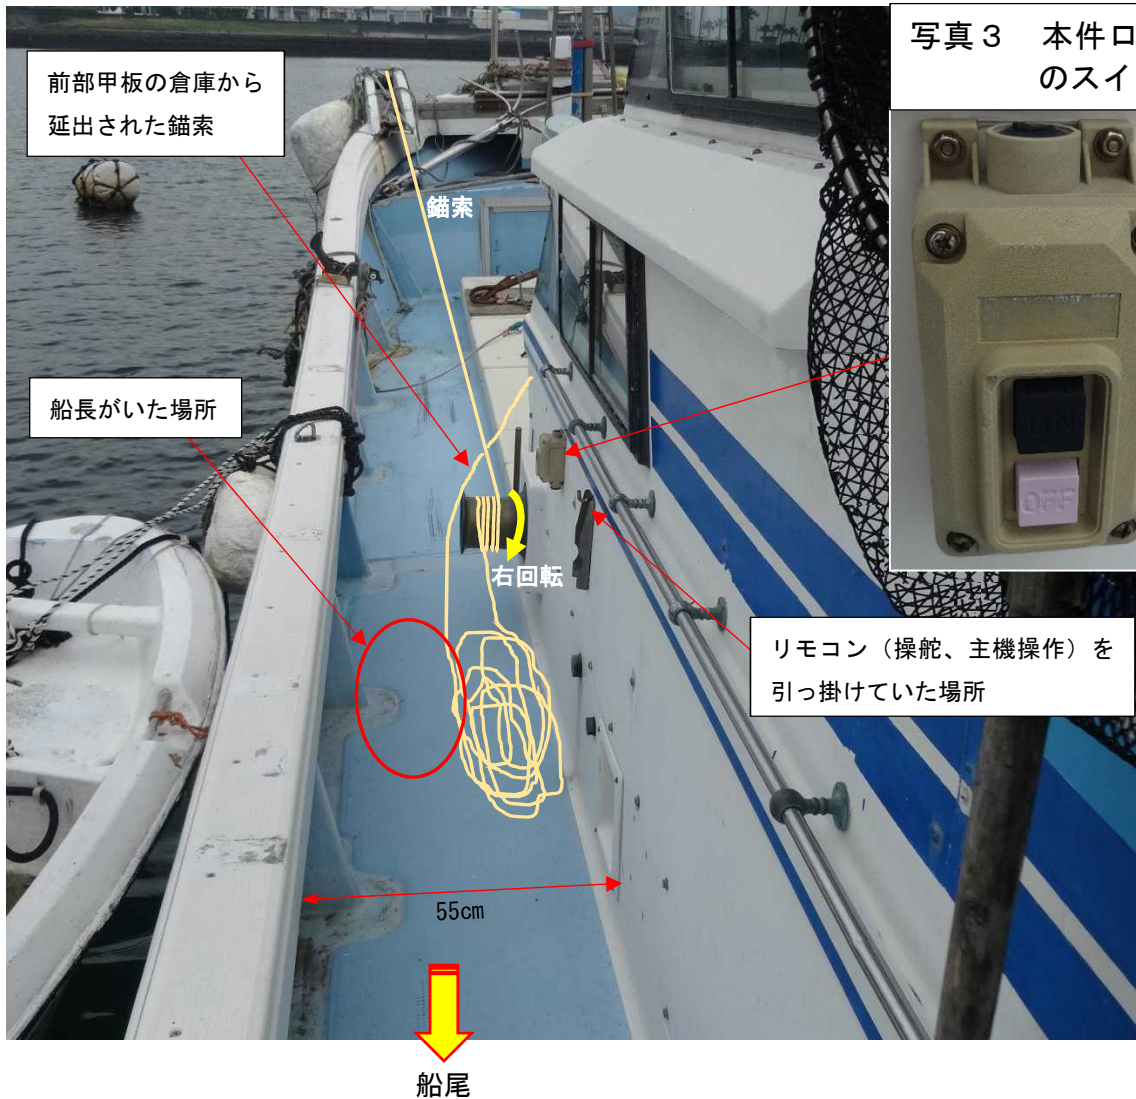 写真３　本件ロ
のスイ
前部甲板の倉庫から
延出された錨索
錨索
船長がいた場所
ON
OFF
右回転
リモコン（操舵、主機操作）を
引っ掛けていた場所
55cm
船尾